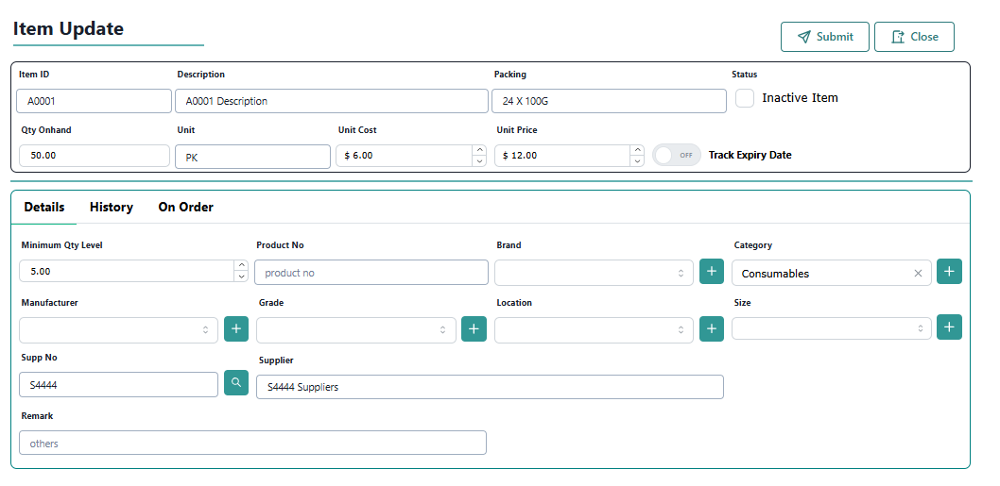 Item Update
Submit Close
Item ID Description Packing Status
A0001 A0001 Description 24 X 100G Inactive Item
Qty Onhand Unit Unit Cost Unit Price
50.00 PK $ 6.00 $ 12.00 OFF Track Expiry Date
Details History On Order
Minimum Qty Level Product No Brand Category
5.00 product no Consumables
Manufacturer Grade Location Size
Supp No Supplier
S4444 S4444 Suppliers
Remark
others